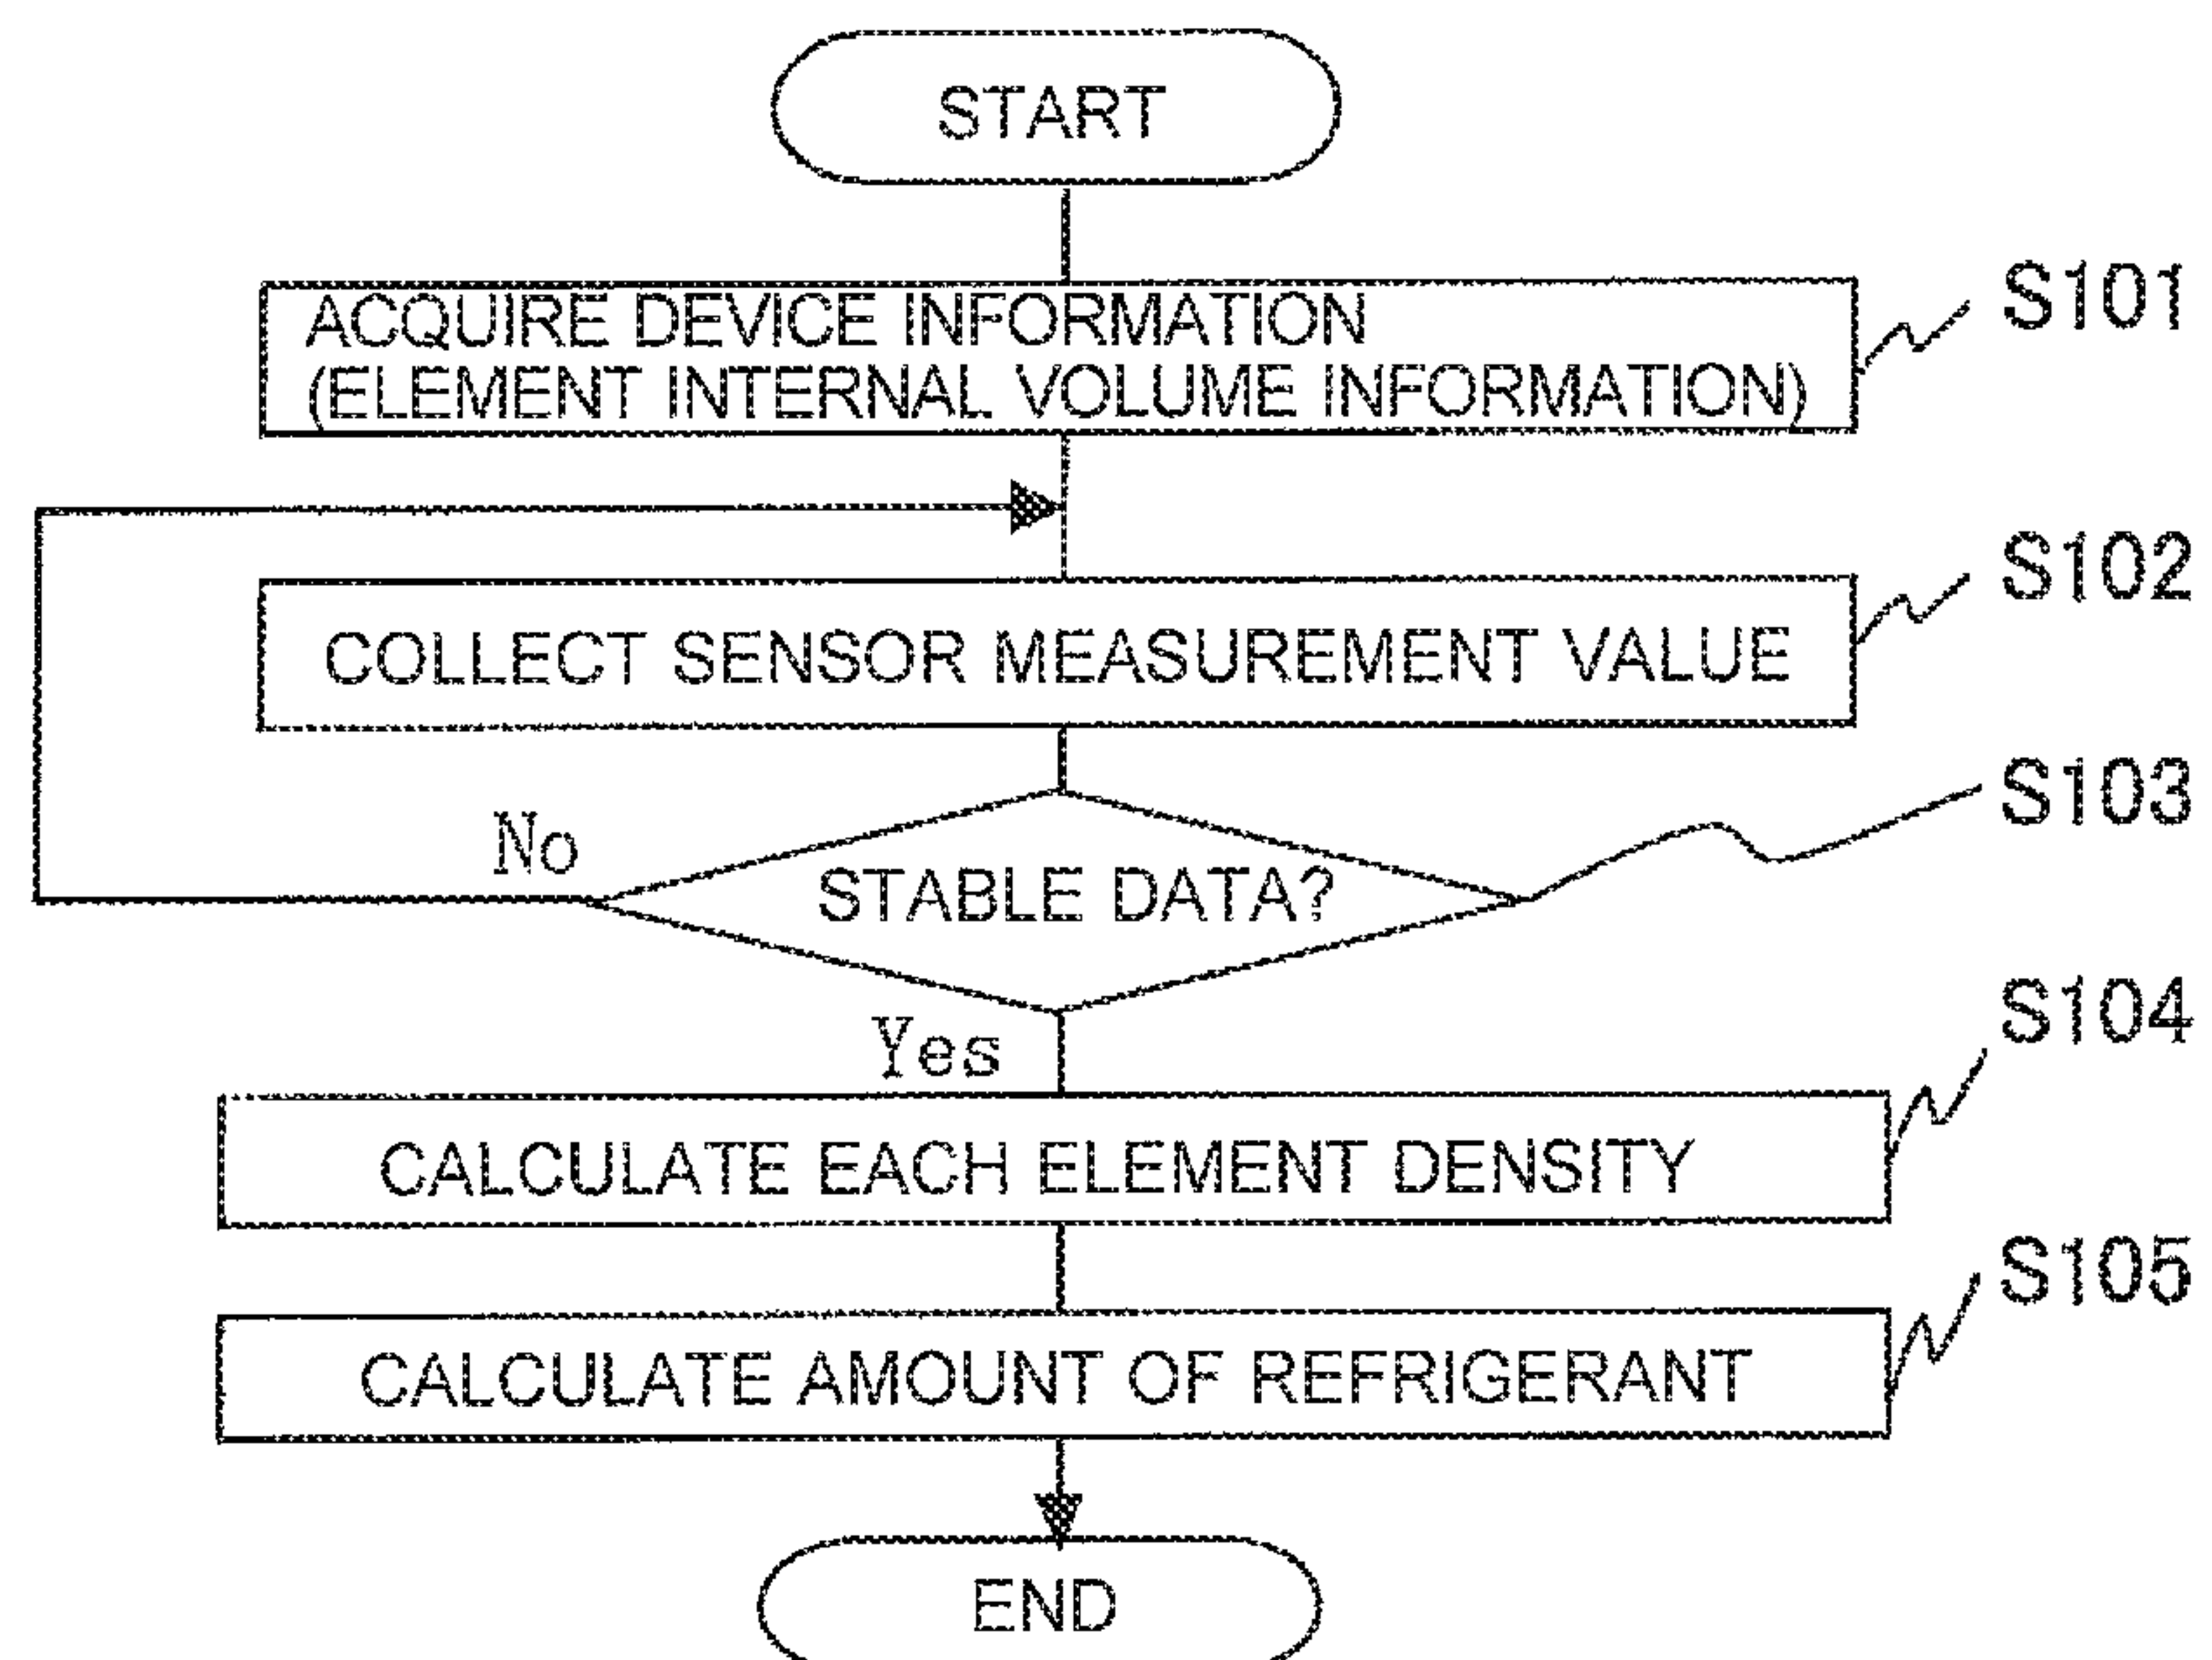 START
ACQUIRE DEVICE INFORMATION
(ELEMENT INTERNAL VOLUME INFORMATION)
S101
COLLECT SENSOR MEASUREMENT VALUE
S102
STABLE DATA?
S103
No
Yes
CALCULATE EACH ELEMENT DENSITY
S104
CALCULATE AMOUNT OF REFRIGERANT
S105
END